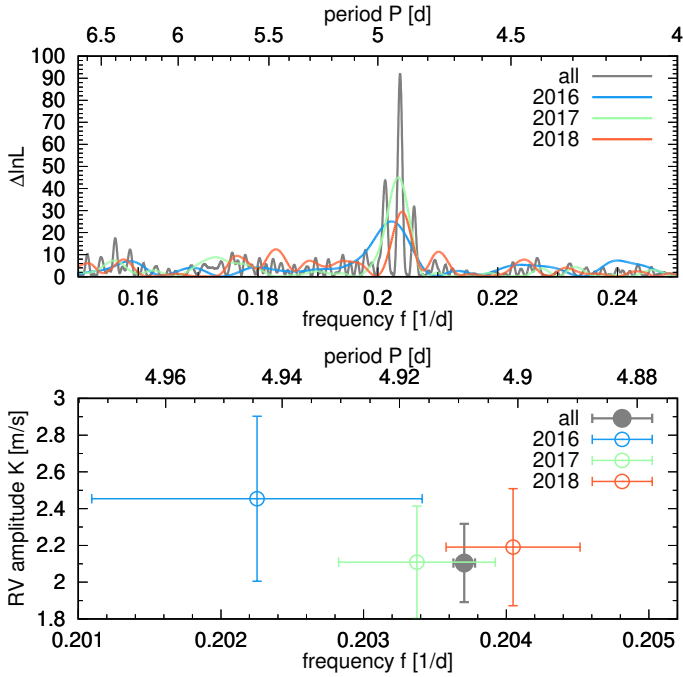 period P [d]
6.5 6 5.5 5 4.5 4
100
90
80
70
60
50
40
30
20
10
0
ΔlnL
all
2016
2017
2018
0.16 0.18 0.2 0.22 0.24
frequency f [1/d]
period P [d]
4.96 4.94 4.92 4.9 4.88
3
2.8
2.6
2.4
2.2
2
1.8
RV amplitude K [m/s]
all
2016
2017
2018
0.201 0.202 0.203 0.204 0.205
frequency f [1/d]